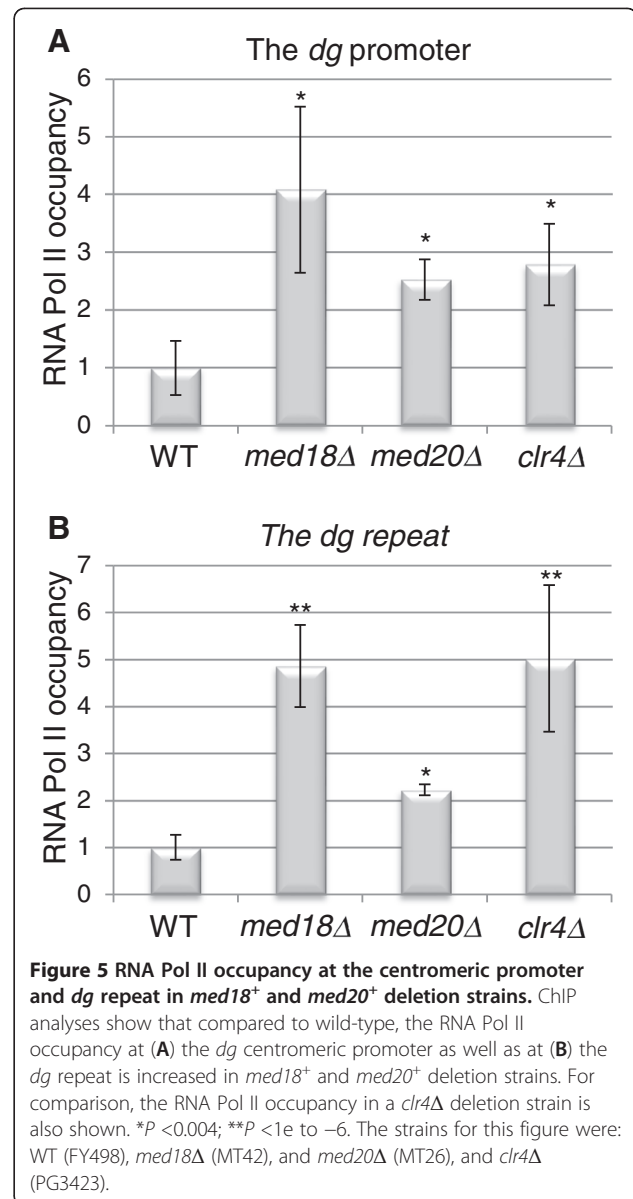 A
The dg promoter
RNA Pol II occupancy
6
5
4
3
2
1
0
*
*
*
WT med18Δ med20Δ clr4Δ
B
The dg repeat
RNA Pol II occupancy
7
6
5
4
3
2
1
0
**
*
**
WT med18Δ med20Δ clr4Δ
Figure 5 RNA Pol II occupancy at the centromeric promoter
and dg repeat in med18⁺ and med20⁺ deletion strains. ChIP
analyses show that compared to wild-type, the RNA Pol II
occupancy at (A) the dg centromeric promoter as well as at (B) the
dg repeat is increased in med18⁺ and med20⁺ deletion strains. For
comparison, the RNA Pol II occupancy in a clr4Δ deletion strain is
also shown. *P <0.004; **P <1e to −6. The strains for this figure were:
WT (FY498), med18Δ (MT42), and med20Δ (MT26), and clr4Δ
(PG3423).